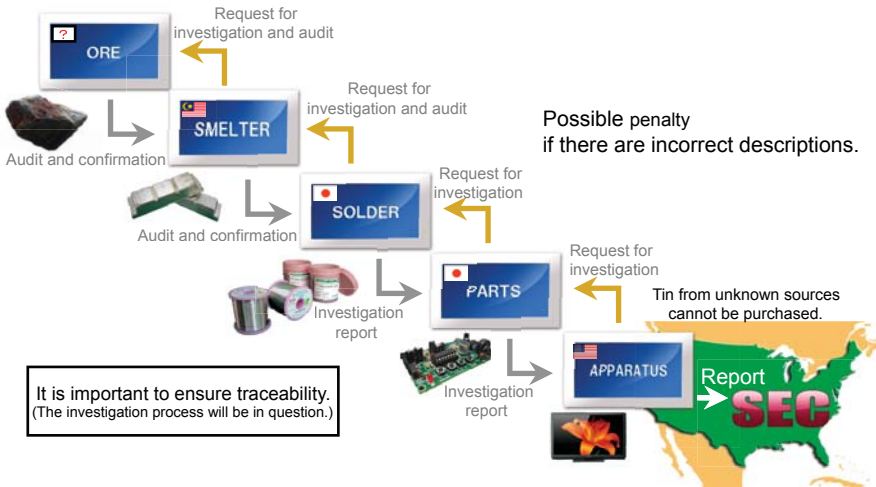 Request for
investigation and audit
?
ORE
Request for
investigation and audit
SMELTER
Audit and confirmation
Possible penalty
if there are incorrect descriptions.
Request for
investigation
SOLDER
Audit and confirmation
Request for
investigation
PARTS
Investigation
report
Tin from unknown sources
cannot be purchased.
APPARATUS
Report
SEC
Investigation
report
It is important to ensure traceability.
(The investigation process will be in question.)